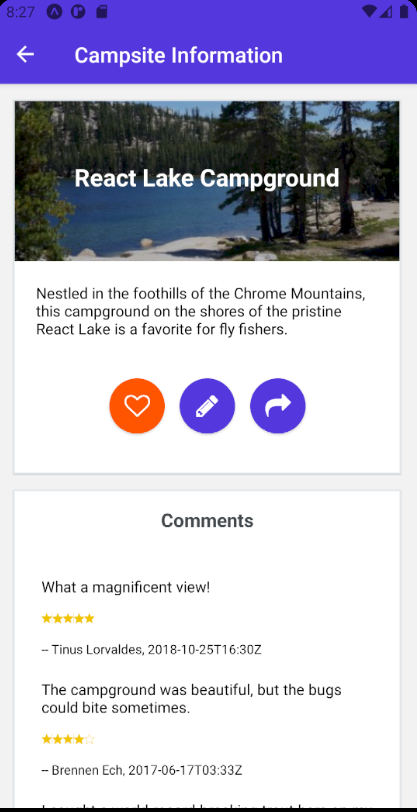 8:27
Campsite Information
React Lake Campground
Nestled in the foothills of the Chrome Mountains,
this campground on the shores of the pristine
React Lake is a favorite for fly fishers.
Comments
What a magnificent view!
-- Tinus Lorvaldes, 2018-10-25T16:30Z
The campground was beautiful, but the bugs
could bite sometimes.
-- Brennen Ech, 2017-06-17T03:33Z